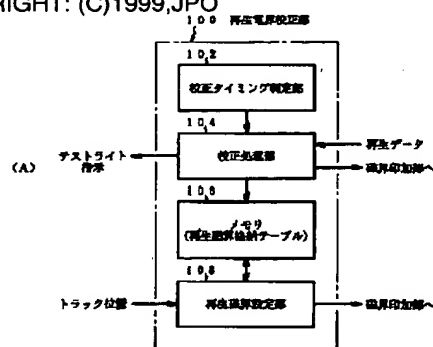 RIGHT: (C)1999,JPO
100 再生磁界校正部
102
校正タイミング判定部
104
(A)
テストライト指示
校正処理部
再生データ
磁界印加部へ
106
メモリ
(再生磁界格納テーブル)
108
トラック位置
再生磁界設定部
磁界印加部へ